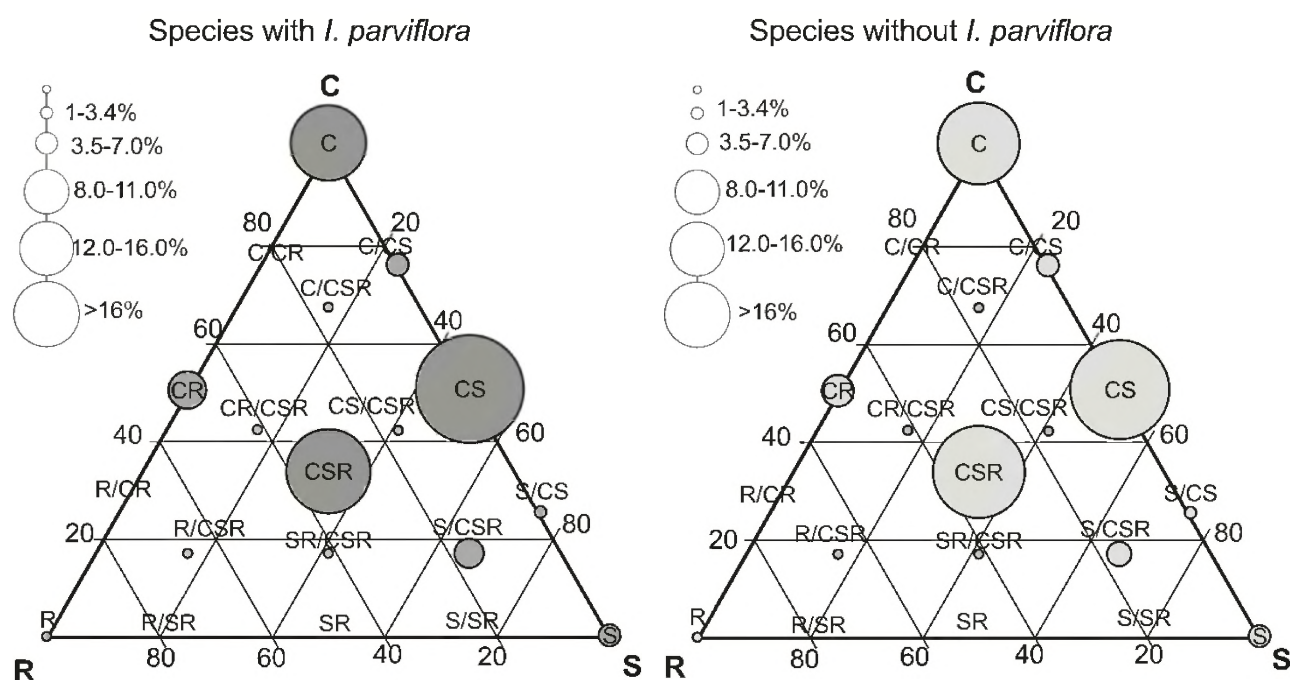 Species with I. parviflora
C
1-3.4%
3.5-7.0%
C
8.0-11.0%
80
20
12.0-16.0%
C/CR
C/CS
C/CSR
>16%
60
40
CR
CS
CR/CSR
CS/CSR
40
60
CSR
R/CR
S/CS
20
R/CSR
SR/CSR
S/CSR
80
R
R/SR
SR
S/SR
S
R
80
60
40
20
S
Species without I. parviflora
C
1-3.4%
3.5-7.0%
C
8.0-11.0%
80
20
12.0-16.0%
C/CR
C/CS
C/CSR
>16%
60
40
CR
CS
CR/CSR
CS/CSR
40
60
CSR
R/CR
S/CS
20
R/CSR
SR/CSR
S/CSR
80
R
R/SR
SR
S/SR
S
R
80
60
40
20
S